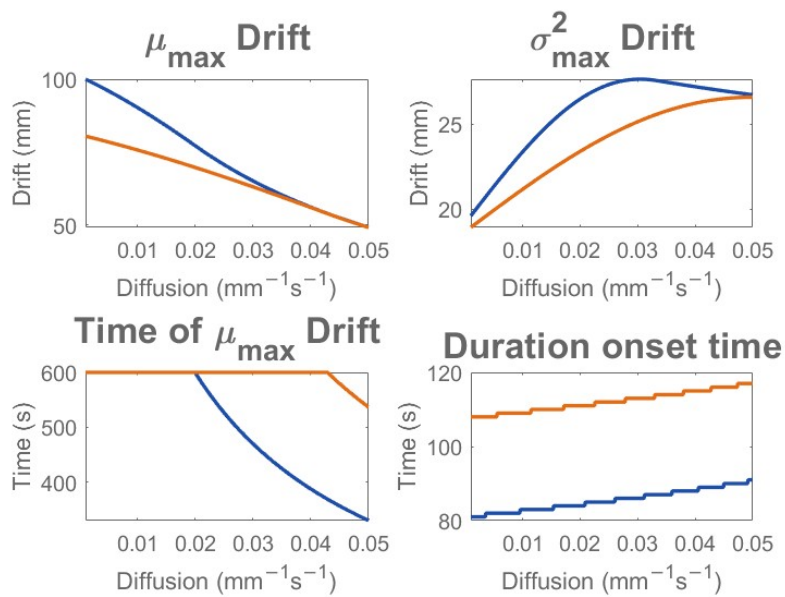 μmax Drift
100
50
Drift (mm)
0.01 0.02 0.03 0.04 0.05
Diffusion (mm⁻¹s⁻¹)
σ²max Drift
25
20
Drift (mm)
0.01 0.02 0.03 0.04 0.05
Diffusion (mm⁻¹s⁻¹)
Time of μmax Drift
600
500
400
Time (s)
0.01 0.02 0.03 0.04 0.05
Diffusion (mm⁻¹s⁻¹)
Duration onset time
120
100
80
Time (s)
0.01 0.02 0.03 0.04 0.05
Diffusion (mm⁻¹s⁻¹)